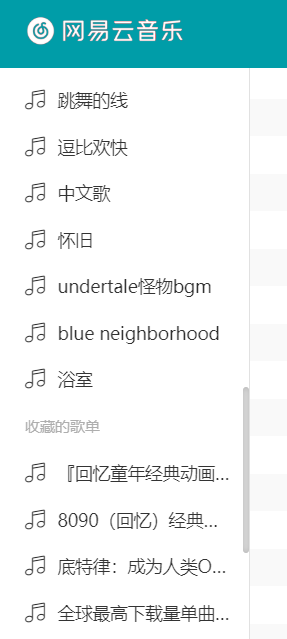 网易云音乐
跳舞的线
逗比欢快
中文歌
怀旧
undertale怪物bgm
blue neighborhood
浴室
收藏的歌单
『回忆童年经典动画...
8090（回忆）经典...
底特律：成为人类O...
全球最高下载量单曲...